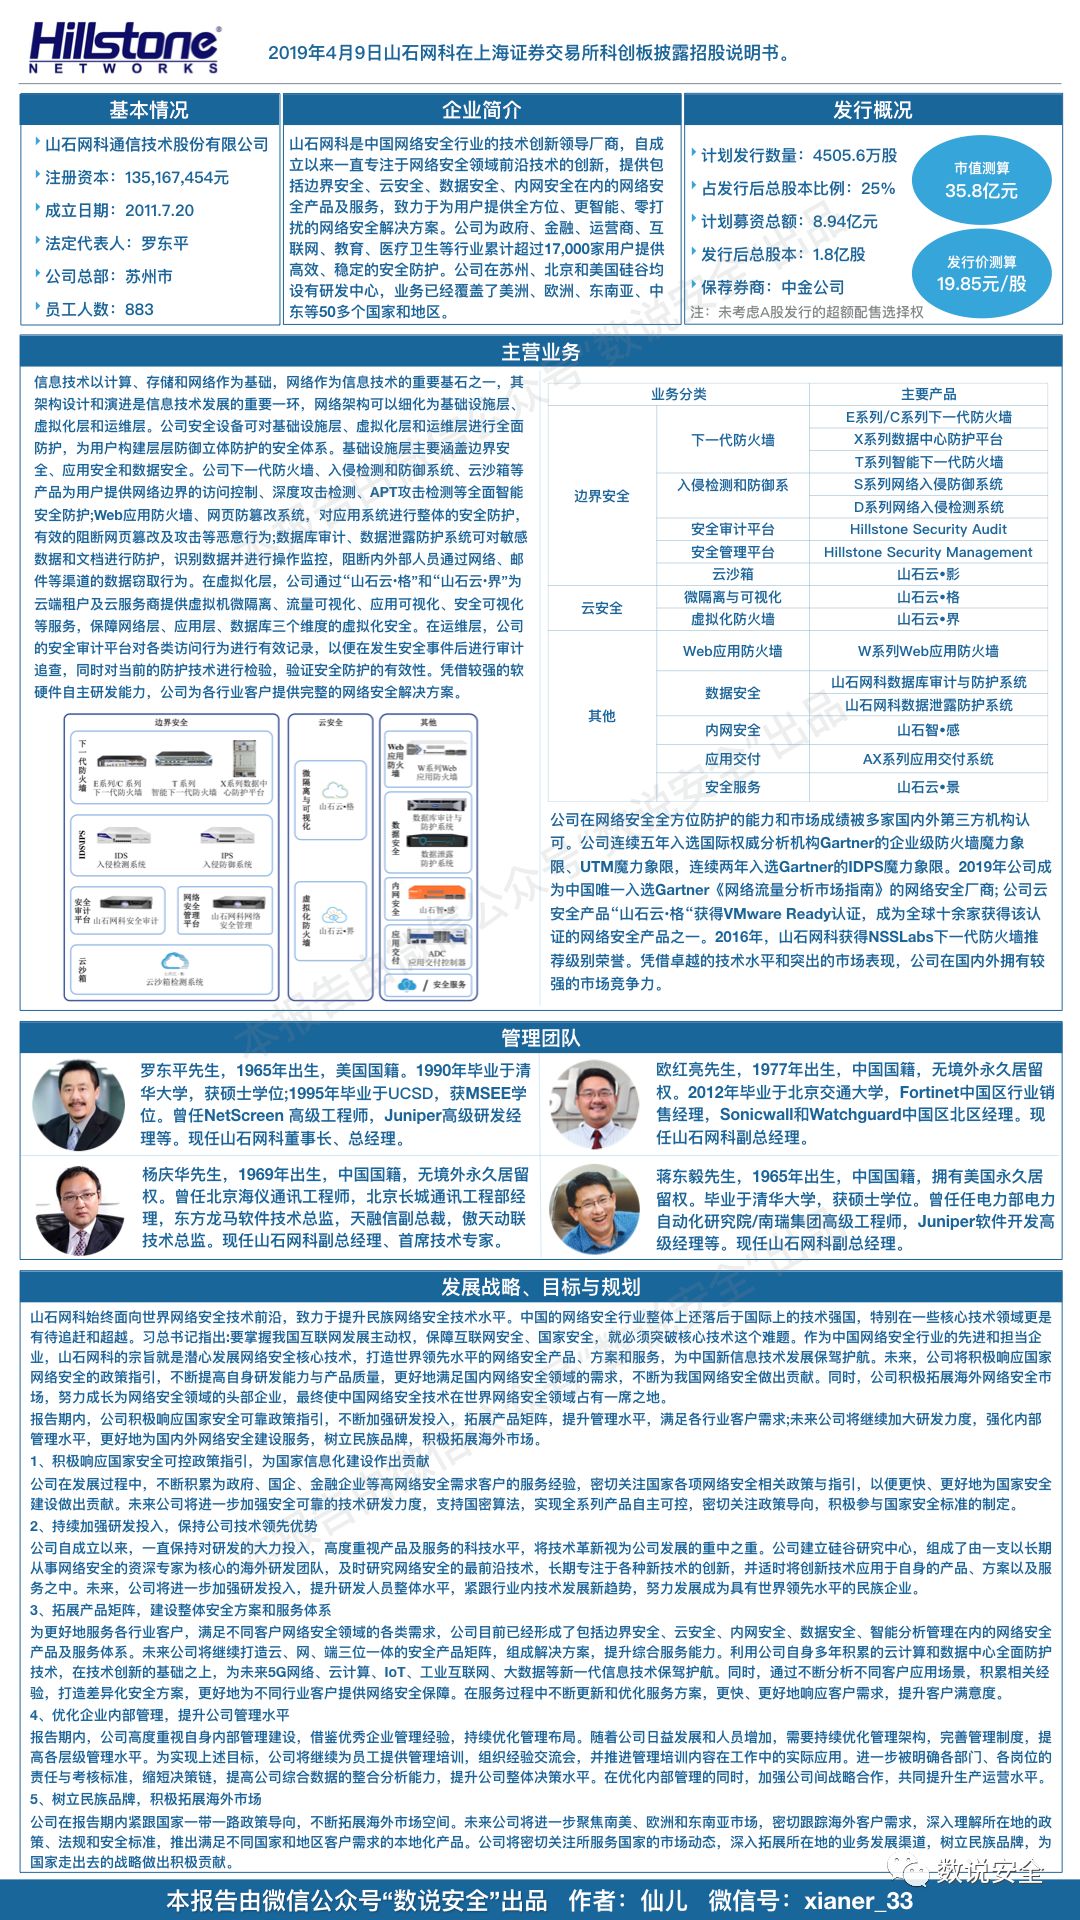 Hillstone®
NETWORKS
2019年4月9日山石网科在上海证券交易所科创板披露招股说明书。
基本情况
山石网科通信技术股份有限公司
注册资本：135,167,454元
成立日期：2011.7.20
法定代表人：罗东平
公司总部：苏州市
员工人数：883
企业简介
山石网科是中国网络安全行业的技术创新领导厂商，自成
立以来一直专注于网络安全领域前沿技术的创新，提供包
括边界安全、云安全、数据安全、内网安全在内的网络安
全产品及服务，致力于为用户提供全方位、更智能、零打
扰的网络安全解决方案。公司为政府、金融、运营商、互
联网、教育、医疗卫生等行业累计超过17,000家用户提供
高效、稳定的安全防护。公司在苏州、北京和美国硅谷均
设有研发中心，业务已经覆盖了美洲、欧洲、东南亚、中
东等50多个国家和地区。
发行概况
计划发行数量：4505.6万股
占发行后总股本比例：25%
计划募资总额：8.94亿元
发行后总股本：1.8亿股
保荐券商：中金公司
注：未考虑A股发行的超额配售选择权
市值测算
35.8亿元
发行价测算
19.85元/股
主营业务
信息技术以计算、存储和网络作为基础，网络作为信息技术的重要基石之一，其
架构设计和演进是信息技术发展的重要一环，网络架构可以细化为基础设施层、
虚拟化层和运维层。公司安全设备可对基础设施层、虚拟化层和运维层进行全面
防护，为用户构建层层防御立体防护的安全体系。基础设施层主要涵盖边界安
全、应用安全和数据安全。公司下一代防火墙、入侵检测和防御系统、云沙箱等
产品为用户提供网络边界的访问控制、深度攻击检测、APT攻击检测等全面智能
安全防护;Web应用防火墙、网页防篡改系统，对应用系统进行整体的安全防护，
有效的阻断网页篡改及攻击等恶意行为;数据库审计、数据泄露防护系统可对敏感
数据和文档进行防护，识别数据并进行操作监控，阻断内外部人员通过网络、邮
件等渠道的数据窃取行为。在虚拟化层，公司通过“山石云·格”和“山石云·界”为
云端租户及云服务商提供虚拟机微隔离、流量可视化、应用可视化、安全可视化
等服务，保障网络层、应用层、数据库三个维度的虚拟化安全。在运维层，公司
的安全审计平台对各类访问行为进行有效记录，以便在发生安全事件后进行审计
追查，同时对当前的防护技术进行检验，验证安全防护的有效性。凭借较强的软
硬件自主研发能力，公司为各行业客户提供完整的网络安全解决方案。
边界安全
下一代防火墙
E系列/C 系列
下一代防火墙
T 系列
智能下一代防火墙
X系列数据中
心防护平台
IDS/IPS
IDS
入侵检测系统
IPS
入侵防御系统
安全审计平台
山石网科安全审计
网络安全管理平台
山石网科网络
安全管理
云沙箱
云沙箱检测系统
云安全
微隔离与可视化
山石云•格
虚拟化防火墙
山石云•界
其他
Web应用防火墙
W系列Web
应用防火墙
数据安全
数据库审计与
防护系统
数据泄露
防护系统
内网安全
山石智•感
应用交付
ADC
应用交付控制器
/ 安全服务
业务分类 主要产品
边界安全 下一代防火墙 E系列/C系列下一代防火墙
X系列数据中心防护平台
T系列智能下一代防火墙
入侵检测和防御系 S系列网络入侵防御系统
D系列网络入侵检测系统
安全审计平台 Hillstone Security Audit
安全管理平台 Hillstone Security Management
云沙箱 山石云•影
云安全 微隔离与可视化 山石云•格
虚拟化防火墙 山石云•界
其他 Web应用防火墙 W系列Web应用防火墙
数据安全 山石网科数据库审计与防护系统
山石网科数据泄露防护系统
内网安全 山石智•感
应用交付 AX系列应用交付系统
安全服务 山石云•景
公司在网络安全全方位防护的能力和市场成绩被多家国内外第三方机构认
可。公司连续五年入选国际权威分析机构Gartner的企业级防火墙魔力象
限、UTM魔力象限，连续两年入选Gartner的IDPS魔力象限。2019年公司成
为中国唯一入选Gartner《网络流量分析市场指南》的网络安全厂商; 公司云
安全产品“山石云·格“获得VMware Ready认证，成为全球十余家获得该认
证的网络安全产品之一。2016年，山石网科获得NSSLabs下一代防火墙推
荐级别荣誉。凭借卓越的技术水平和突出的市场表现，公司在国内外拥有较
强的市场竞争力。
管理团队
罗东平先生，1965年出生，美国国籍。1990年毕业于清
华大学，获硕士学位;1995年毕业于UCSD，获MSEE学
位。曾任NetScreen 高级工程师，Juniper高级研发经
理等。现任山石网科董事长、总经理。
欧红亮先生，1977年出生，中国国籍，无境外永久居留
权。2012年毕业于北京交通大学，Fortinet中国区行业销
售经理，Sonicwall和Watchguard中国区北区经理。现
任山石网科副总经理。
杨庆华先生，1969年出生，中国国籍，无境外永久居留
权。曾任北京海仪通讯工程师，北京长城通讯工程部经
理，东方龙马软件技术总监，天融信副总裁，傲天动联
技术总监。现任山石网科副总经理、首席技术专家。
蒋东毅先生，1965年出生，中国国籍，拥有美国永久居
留权。毕业于清华大学，获硕士学位。曾任任电力部电力
自动化研究院/南瑞集团高级工程师，Juniper软件开发高
级经理等。现任山石网科副总经理。
发展战略、目标与规划
山石网科始终面向世界网络安全技术前沿，致力于提升民族网络安全技术水平。中国的网络安全行业整体上还落后于国际上的技术强国，特别在一些核心技术领域更是
有待追赶和超越。习总书记指出:要掌握我国互联网发展主动权，保障互联网安全、国家安全，就必须突破核心技术这个难题。作为中国网络安全行业的先进和担当企
业，山石网科的宗旨就是潜心发展网络安全核心技术，打造世界领先水平的网络安全产品、方案和服务，为中国新信息技术发展保驾护航。未来，公司将积极响应国家
网络安全的政策指引，不断提高自身研发能力与产品质量，更好地满足国内网络安全领域的需求，不断为我国网络安全做出贡献。同时，公司积极拓展海外网络安全市
场，努力成长为网络安全领域的头部企业，最终使中国网络安全技术在世界网络安全领域占有一席之地。
报告期内，公司积极响应国家安全可靠政策指引，不断加强研发投入，拓展产品矩阵，提升管理水平，满足各行业客户需求;未来公司将继续加大研发力度，强化内部
管理水平，更好地为国内外网络安全建设服务，树立民族品牌，积极拓展海外市场。
1、积极响应国家安全可控政策指引，为国家信息化建设作出贡献
公司在发展过程中，不断积累为政府、国企、金融企业等高网络安全需求客户的服务经验，密切关注国家各项网络安全相关政策与指引，以便更快、更好地为国家安全
建设做出贡献。未来公司将进一步加强安全可靠的技术研发力度，支持国密算法，实现全系列产品自主可控，密切关注政策导向，积极参与国家安全标准的制定。
2、持续加强研发投入，保持公司技术领先优势
公司自成立以来，一直保持对研发的大力投入，高度重视产品及服务的科技水平，将技术革新视为公司发展的重中之重。公司建立硅谷研究中心，组成了由一支以长期
从事网络安全的资深专家为核心的海外研发团队，及时研究网络安全的最前沿技术，长期专注于各种新技术的创新，并适时将创新技术应用于自身的产品、方案以及服
务之中。未来，公司将进一步加强研发投入，提升研发人员整体水平，紧跟行业内技术发展新趋势，努力发展成为具有世界领先水平的民族企业。
3、拓展产品矩阵，建设整体安全方案和服务体系
为更好地服务各行业客户，满足不同客户网络安全领域的各类需求，公司目前已经形成了包括边界安全、云安全、内网安全、数据安全、智能分析管理在内的网络安全
产品及服务体系。未来公司将继续打造云、网、端三位一体的安全产品矩阵，组成解决方案，提升综合服务能力。利用公司自身多年积累的云计算和数据中心全面防护
技术，在技术创新的基础之上，为未来5G网络、云计算、IoT、工业互联网、大数据等新一代信息技术保驾护航。同时，通过不断分析不同客户应用场景，积累相关经
验，打造差异化安全方案，更好地为不同行业客户提供网络安全保障。在服务过程中不断更新和优化服务方案，更快、更好地响应客户需求，提升客户满意度。
4、优化企业内部管理，提升公司管理水平
报告期内，公司高度重视自身内部管理建设，借鉴优秀企业管理经验，持续优化管理布局。随着公司日益发展和人员增加，需要持续优化管理架构，完善管理制度，提
高各层级管理水平。为实现上述目标，公司将继续为员工提供管理培训，组织经验交流会，并推进管理培训内容在工作中的实际应用。进一步被明确各部门、各岗位的
责任与考核标准，缩短决策链，提高公司综合数据的整合分析能力，提升公司整体决策水平。在优化内部管理的同时，加强公司间战略合作，共同提升生产运营水平。
5、树立民族品牌，积极拓展海外市场
公司在报告期内紧跟国家一带一路政策导向，不断拓展海外市场空间。未来公司将进一步聚焦南美、欧洲和东南亚市场，密切跟踪海外客户需求，深入理解所在地的政
策、法规和安全标准，推出满足不同国家和地区客户需求的本地化产品。公司将密切关注所服务国家的市场动态，深入拓展所在地的业务发展渠道，树立民族品牌，为
国家走出去的战略做出积极贡献。
数说安全
本报告由微信公众号“数说安全”出品 作者：仙儿 微信号：xianer_33